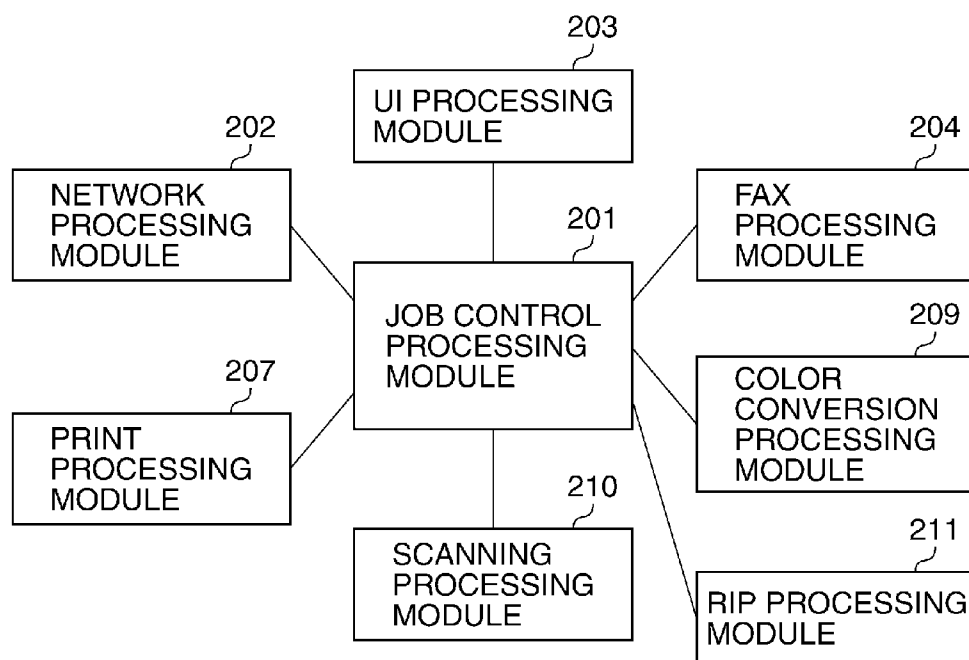 203
UI PROCESSING
MODULE
202
NETWORK
PROCESSING
MODULE
204
FAX
PROCESSING
MODULE
201
JOB CONTROL
PROCESSING
MODULE
207
PRINT
PROCESSING
MODULE
209
COLOR
CONVERSION
PROCESSING
MODULE
210
SCANNING
PROCESSING
MODULE
211
RIP PROCESSING
MODULE